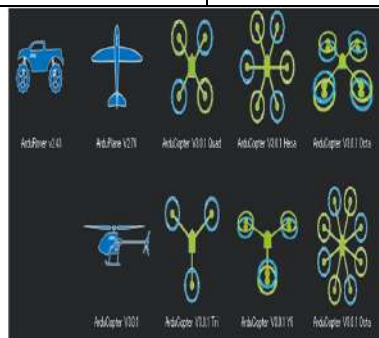 ArduRover v2.43
ArduPlane V2.74
ArduCopter V3.0.1 Quad
ArduCopter V3.0.1 Hexa
ArduCopter V3.0.1 Octa
ArduCopter V3.0.1
ArduCopter V3.0.1 Tri
ArduCopter V3.0.1 Y6
ArduCopter V3.0.1 Octa